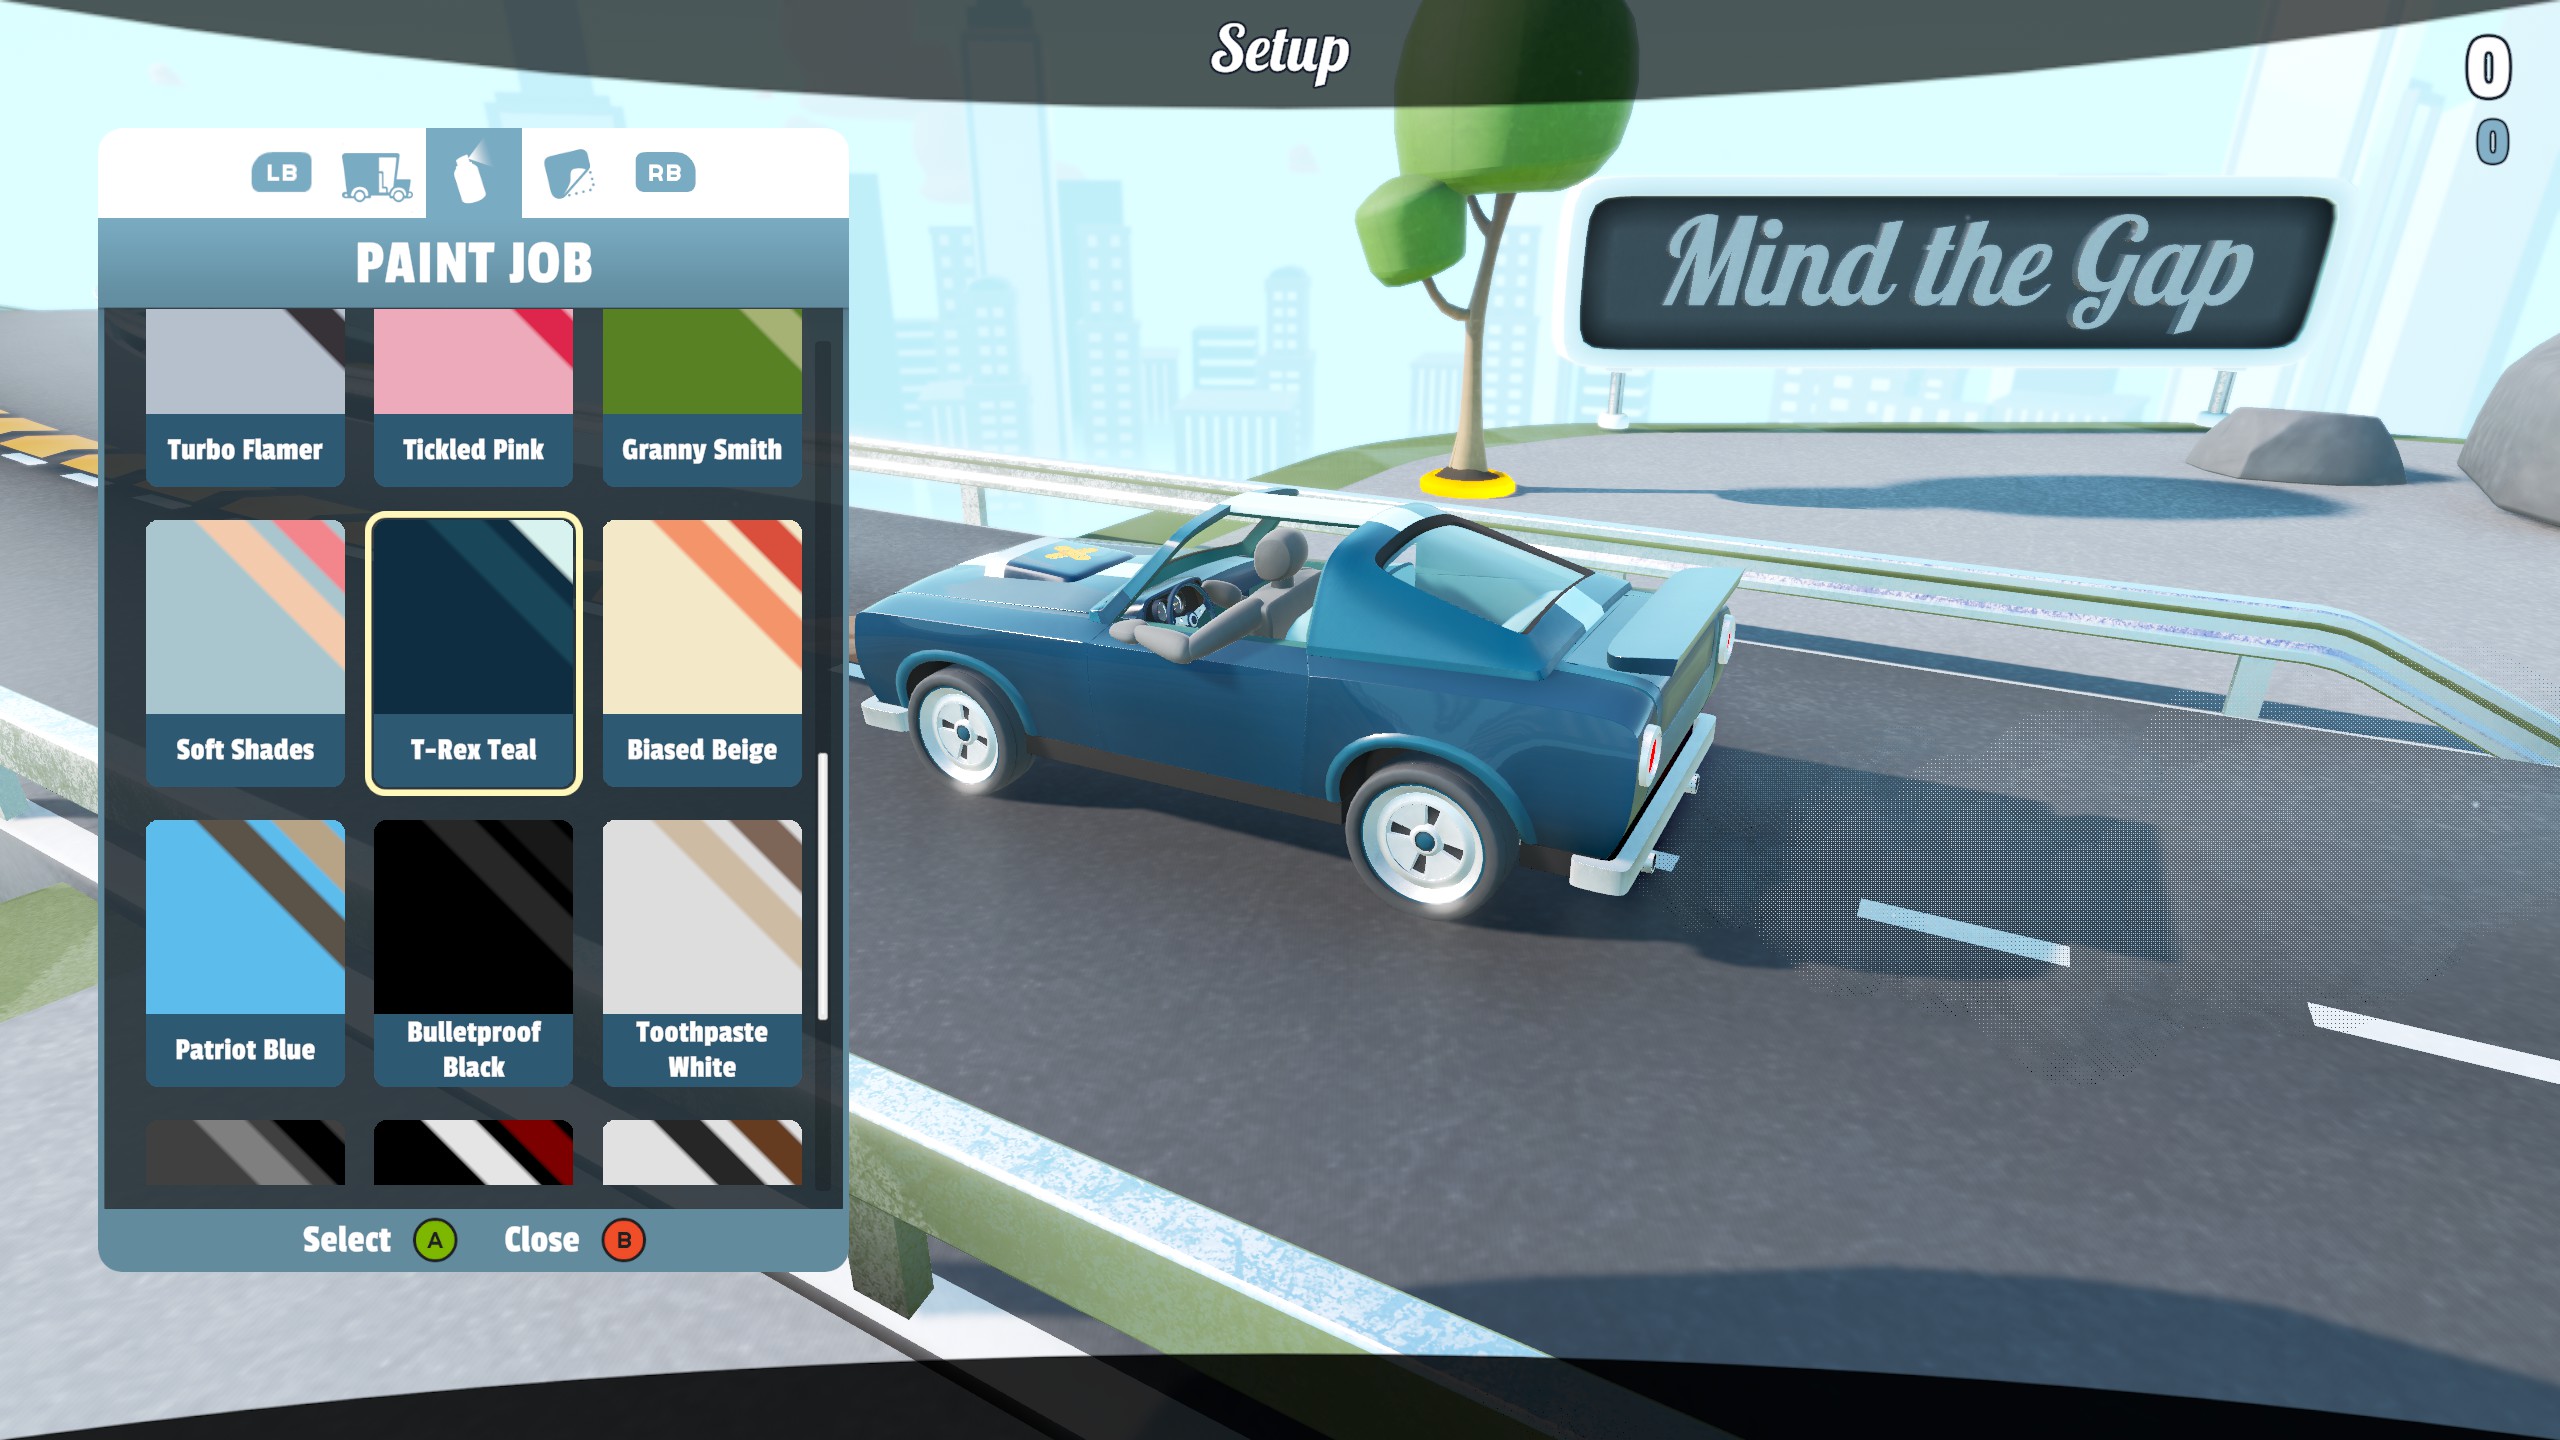 Setup
0
0
LB
RB
PAINT JOB
Mind the Gap
Turbo Flamer
Tickled Pink
Granny Smith
Soft Shades
T-Rex Teal
Biased Beige
Patriot Blue
Bulletproof
Black
Toothpaste
White
Select A Close B